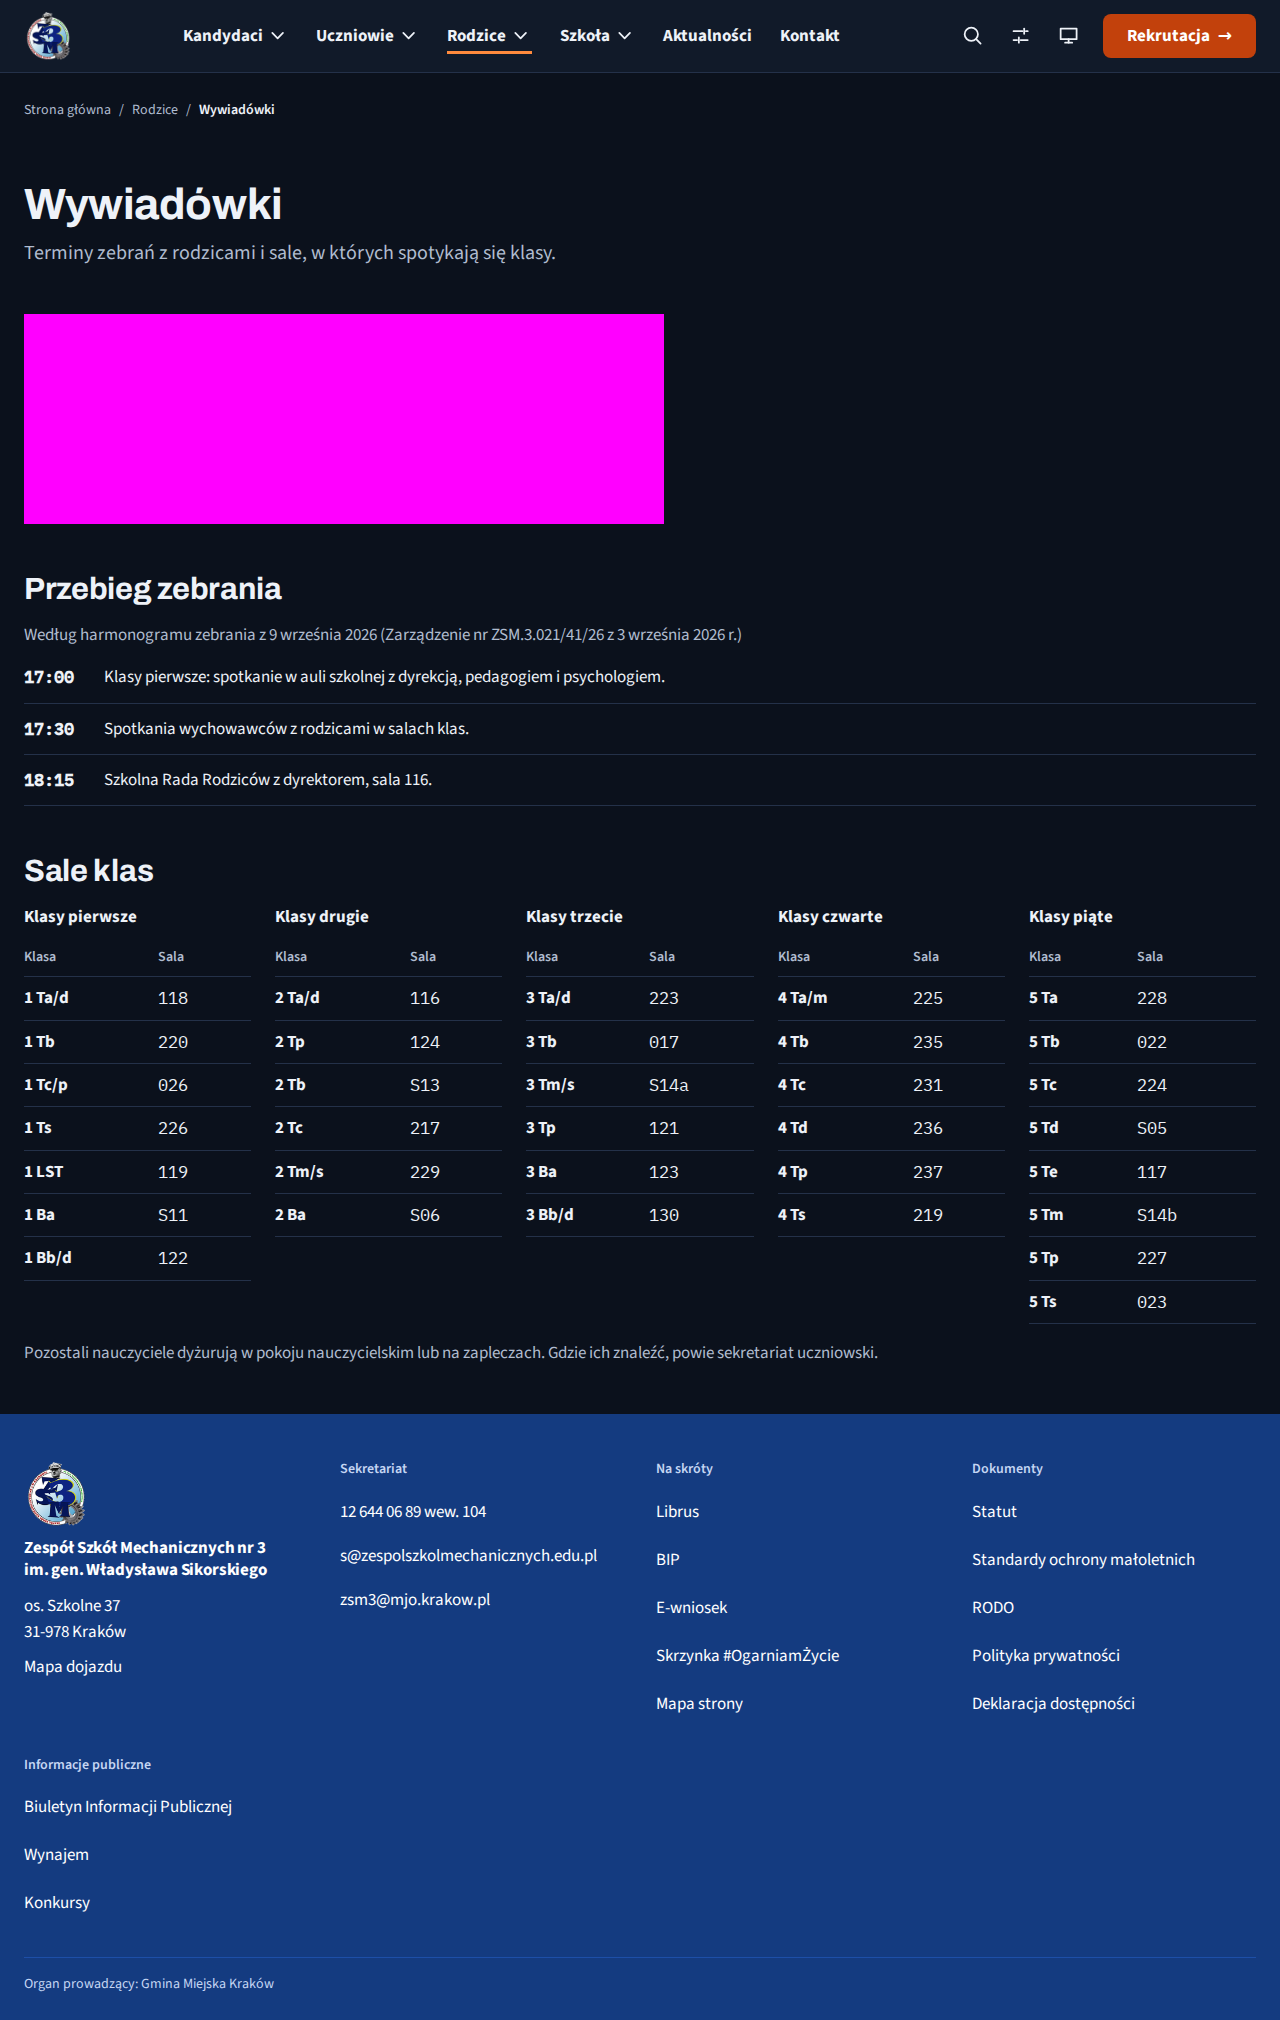 Kandydaci
Uczniowie
Rodzice
Szkoła
Aktualności
Kontakt
Rekrutacja →
Strona główna / Rodzice / Wywiadówki
Wywiadówki
Terminy zebrań z rodzicami i sale, w których spotykają się klasy.
Przebieg zebrania
Według harmonogramu zebrania z 9 września 2026 (Zarządzenie nr ZSM.3.021/41/26 z 3 września 2026 r.)
17:00 Klasy pierwsze: spotkanie w auli szkolnej z dyrekcją, pedagogiem i psychologiem.
17:30 Spotkania wychowawców z rodzicami w salach klas.
18:15 Szkolna Rada Rodziców z dyrektorem, sala 116.
Sale klas
Klasy pierwsze
Klasa Sala
1 Ta/d 118
1 Tb 220
1 Tc/p 026
1 Ts 226
1 LST 119
1 Ba S11
1 Bb/d 122
Klasy drugie
Klasa Sala
2 Ta/d 116
2 Tp 124
2 Tb S13
2 Tc 217
2 Tm/s 229
2 Ba S06
Klasy trzecie
Klasa Sala
3 Ta/d 223
3 Tb 017
3 Tm/s S14a
3 Tp 121
3 Ba 123
3 Bb/d 130
Klasy czwarte
Klasa Sala
4 Ta/m 225
4 Tb 235
4 Tc 231
4 Td 236
4 Tp 237
4 Ts 219
Klasy piąte
Klasa Sala
5 Ta 228
5 Tb 022
5 Tc 224
5 Td S05
5 Te 117
5 Tm S14b
5 Tp 227
5 Ts 023
Pozostali nauczyciele dyżurują w pokoju nauczycielskim lub na zapleczach. Gdzie ich znaleźć, powie sekretariat uczniowski.
Zespół Szkół Mechanicznych nr 3
im. gen. Władysława Sikorskiego
os. Szkolne 37
31-978 Kraków
Mapa dojazdu
Sekretariat
12 644 06 89 wew. 104
s@zespolszkolmechanicznych.edu.pl
zsm3@mjo.krakow.pl
Na skróty
Librus
BIP
E-wniosek
Skrzynka #OgarniamŻycie
Mapa strony
Dokumenty
Statut
Standardy ochrony małoletnich
RODO
Polityka prywatności
Deklaracja dostępności
Informacje publiczne
Biuletyn Informacji Publicznej
Wynajem
Konkursy
Organ prowadzący: Gmina Miejska Kraków